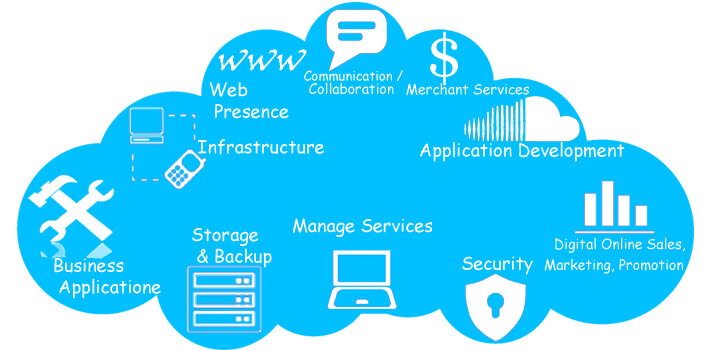 www
Web
Presence
Communication /
Collaboration
$
Merchant Services
Infrastructure
Application Development
Business
Applicatione
Storage
& Backup
Manage Services
Security
Digital Online Sales,
Marketing, Promotion